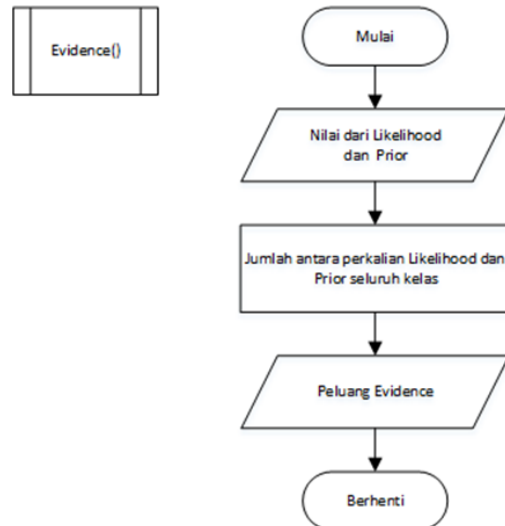 Evidence()
Mulai
Nilai dari Likelihood
dan Prior
Jumlah antara perkalian Likelihood dan
Prior seluruh kelas
Peluang Evidence
Berhenti